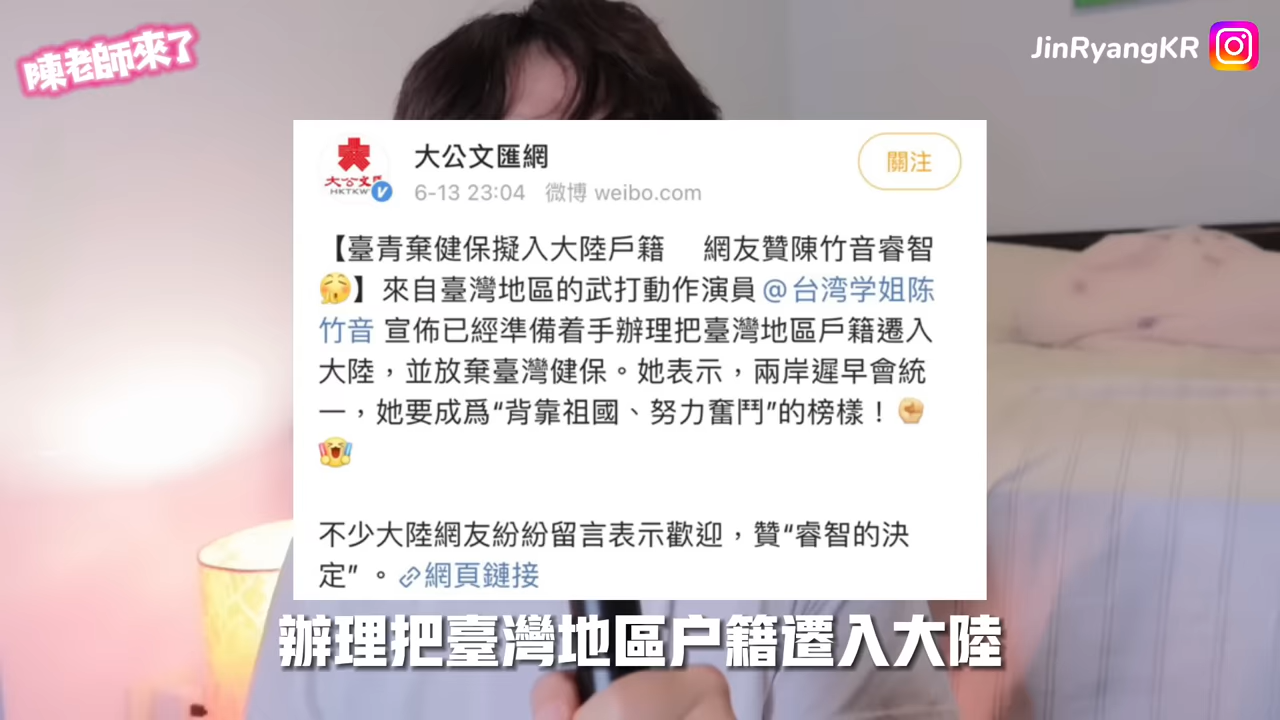 陳老師來了
JinRyangKR
大公文匯網
關注
大公文匯
HKTKW
6-13 23:04 微博 weibo.com
【臺青棄健保擬入大陸戶籍 網友贊陳竹音睿智
🥱】來自臺灣地區的武打動作演員@台湾学姐陈
竹音 宣佈已經準備着手辦理把臺灣地區戶籍遷入
大陸，並放棄臺灣健保。她表示，兩岸遲早會統
一，她要成爲“背靠祖國、努力奮鬥”的榜樣！✊
不少大陸網友紛紛留言表示歡迎，贊“睿智的決
定”。網頁鏈接
辦理把臺灣地區户籍遷入大陸